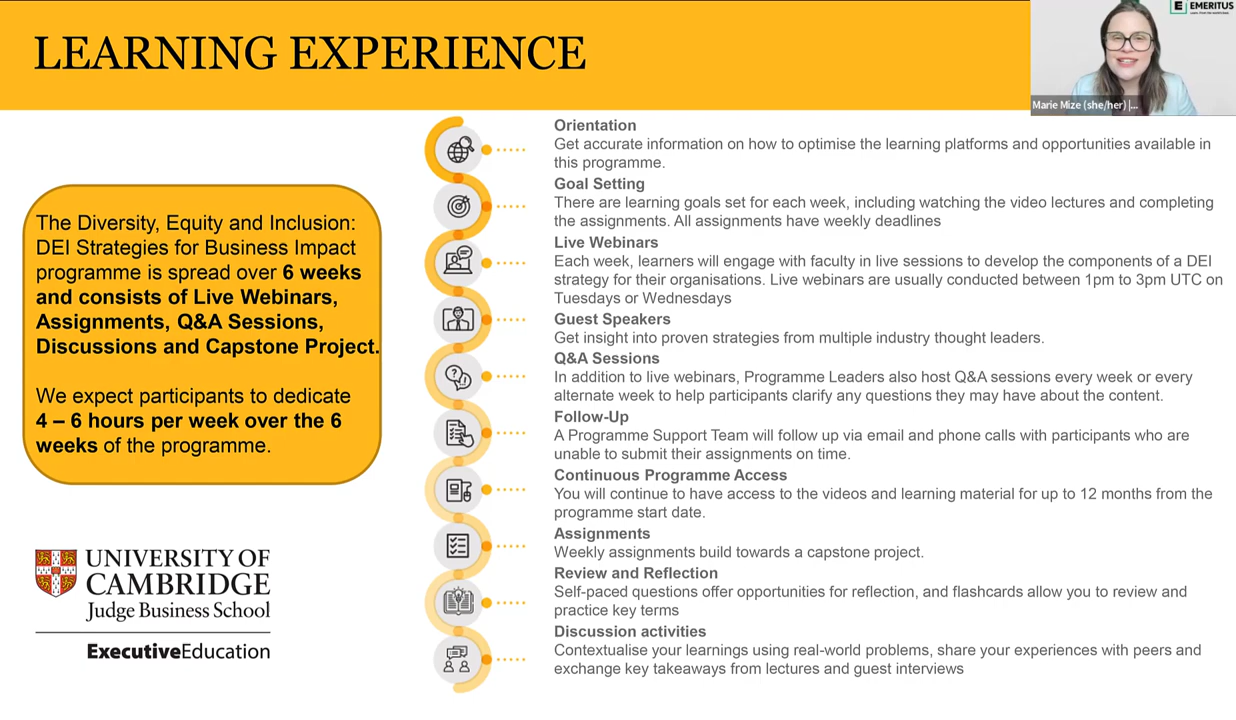 LEARNING EXPERIENCE
EMERITUS
Marie Mize (she/her) |...
The Diversity, Equity and Inclusion:
DEI Strategies for Business Impact
programme is spread over 6 weeks
and consists of Live Webinars,
Assignments, Q&A Sessions,
Discussions and Capstone Project.
We expect participants to dedicate
4 – 6 hours per week over the 6
weeks of the programme.
UNIVERSITY OF
CAMBRIDGE
Judge Business School
ExecutiveEducation
Orientation
Get accurate information on how to optimise the learning platforms and opportunities available in
this programme.
Goal Setting
There are learning goals set for each week, including watching the video lectures and completing
the assignments. All assignments have weekly deadlines
Live Webinars
Each week, learners will engage with faculty in live sessions to develop the components of a DEI
strategy for their organisations. Live webinars are usually conducted between 1pm to 3pm UTC on
Tuesdays or Wednesdays
Guest Speakers
Get insight into proven strategies from multiple industry thought leaders.
Q&A Sessions
In addition to live webinars, Programme Leaders also host Q&A sessions every week or every
alternate week to help participants clarify any questions they may have about the content.
Follow-Up
A Programme Support Team will follow up via email and phone calls with participants who are
unable to submit their assignments on time.
Continuous Programme Access
You will continue to have access to the videos and learning material for up to 12 months from the
programme start date.
Assignments
Weekly assignments build towards a capstone project.
Review and Reflection
Self-paced questions offer opportunities for reflection, and flashcards allow you to review and
practice key terms
Discussion activities
Contextualise your learnings using real-world problems, share your experiences with peers and
exchange key takeaways from lectures and guest interviews